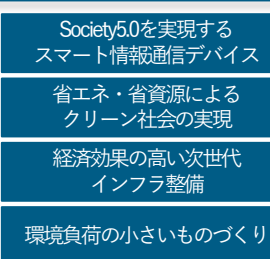 Society5.0を実現する
スマート情報通信デバイス
省エネ・省資源による
クリーン社会の実現
経済効果の高い次世代
インフラ整備
環境負荷の小さいものづくり